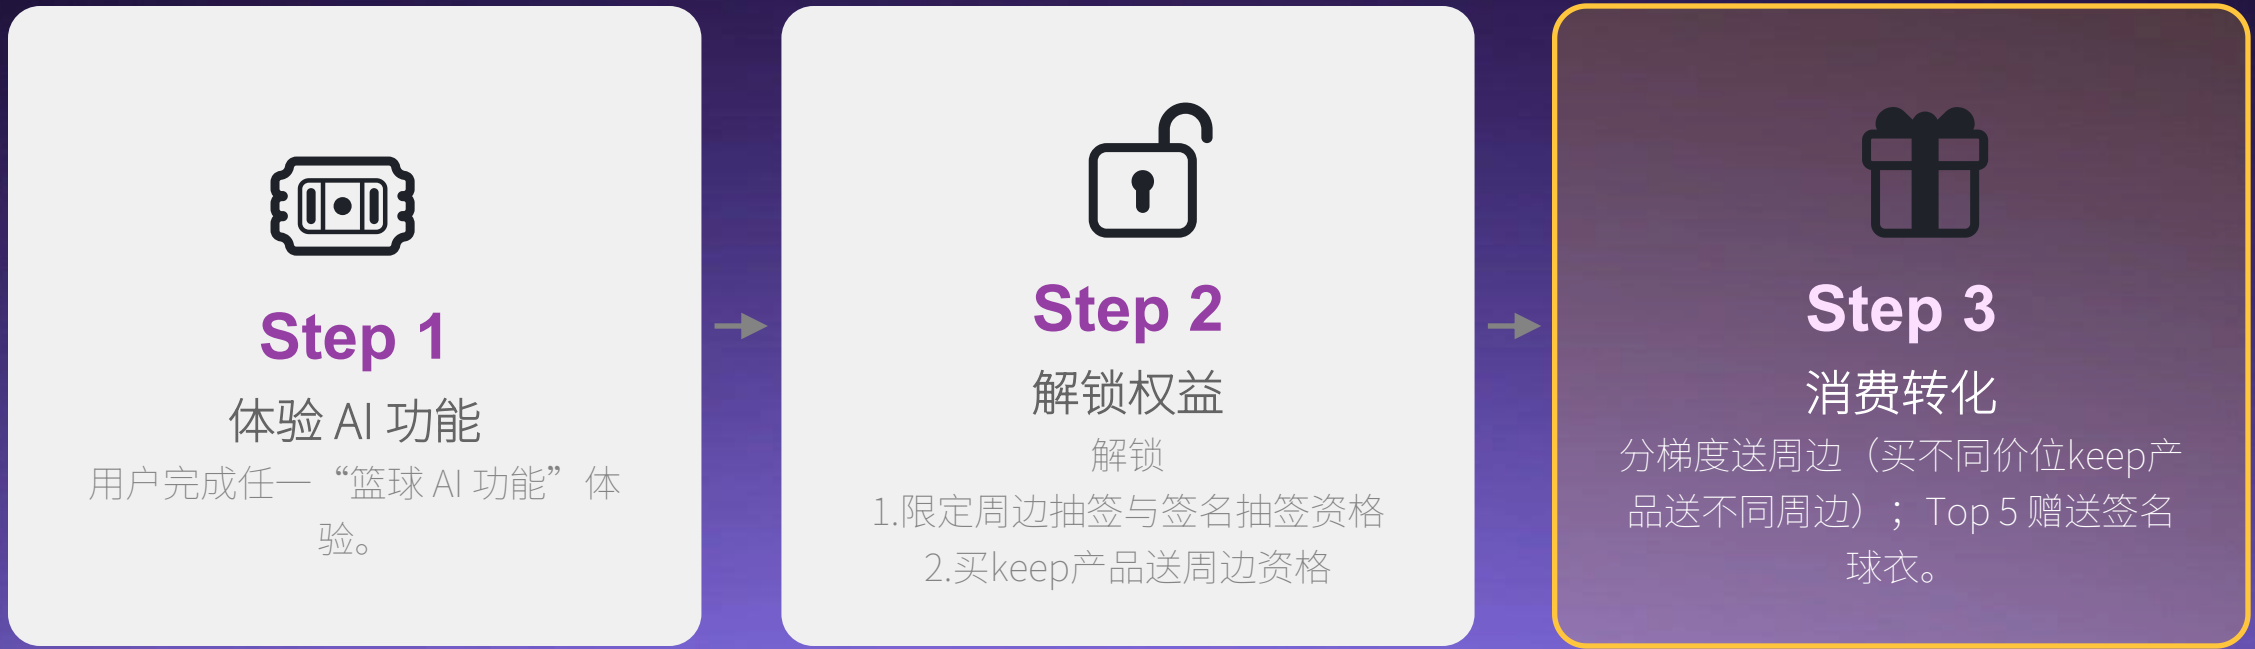 Step 1
体验 AI 功能
用户完成任一“篮球 AI 功能”体
验。
Step 2
解锁权益
解锁
1.限定周边抽签与签名抽签资格
2.买keep产品送周边资格
Step 3
消费转化
分梯度送周边（买不同价位keep产
品送不同周边）；Top 5 赠送签名
球衣。